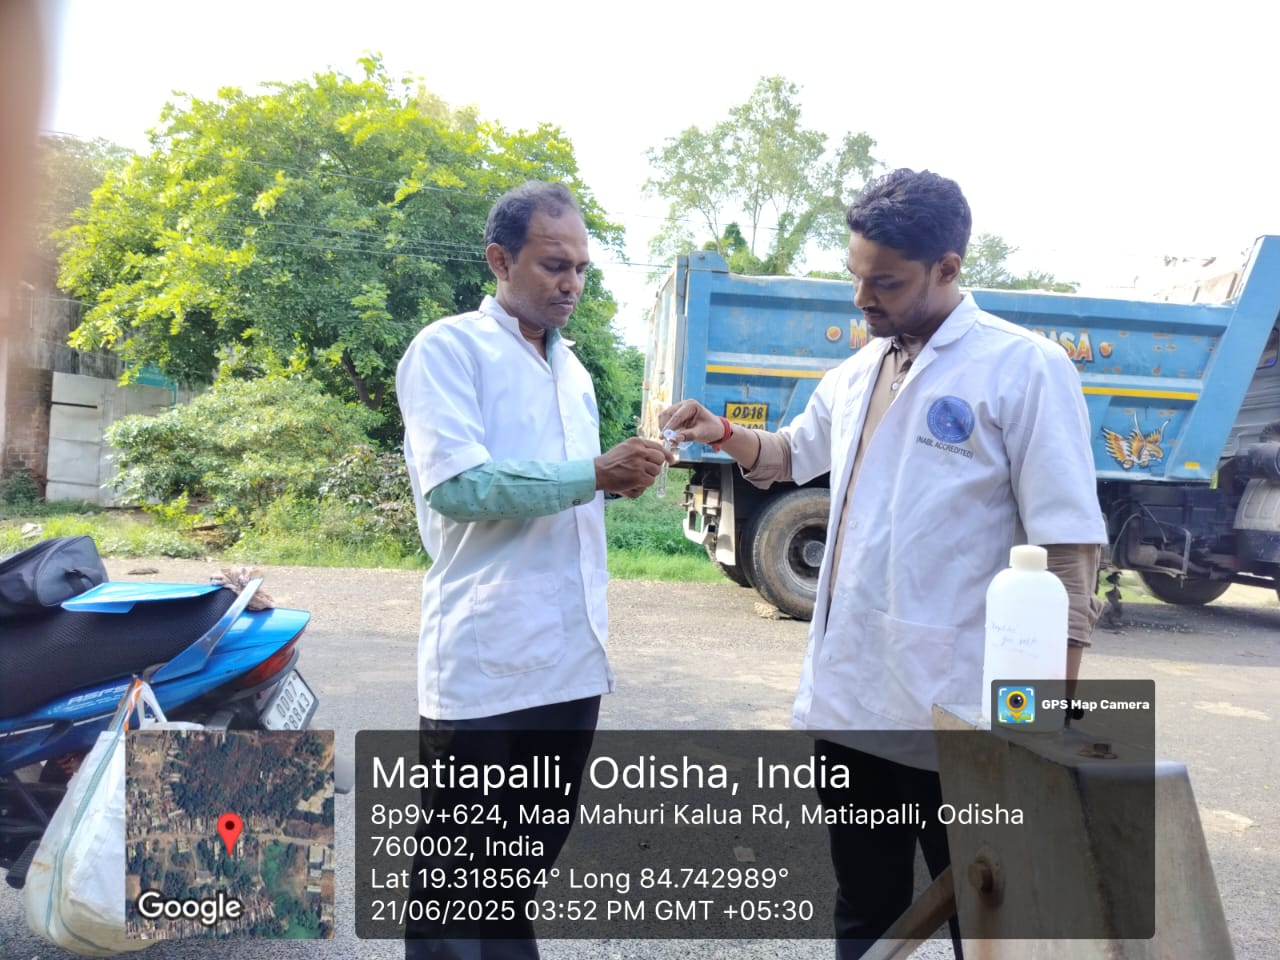 OD18
(NABL ACCREDITED)
OD07
GPS Map Camera
Matiapalli, Odisha, India
8p9v+624, Maa Mahuri Kalua Rd, Matiapalli, Odisha
760002, India
Lat 19.318564° Long 84.742989°
21/06/2025 03:52 PM GMT +05:30
Google